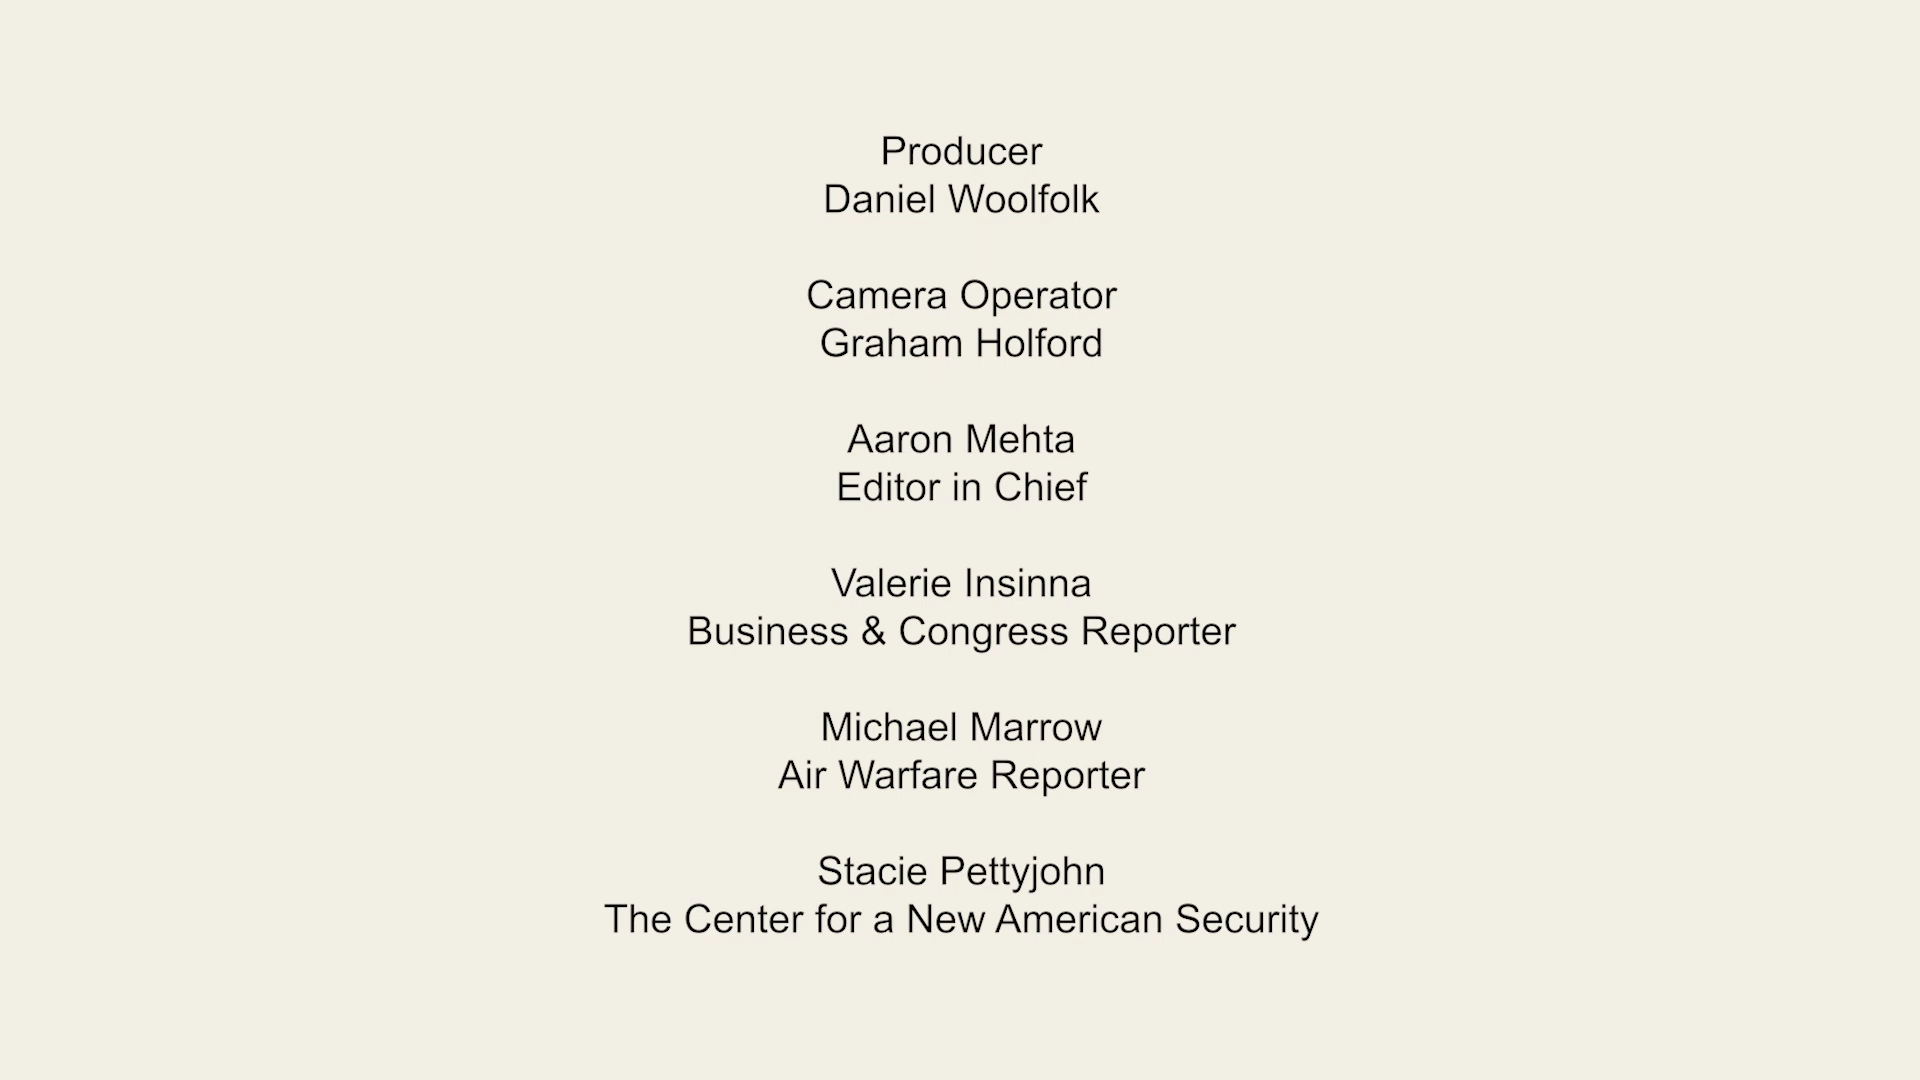 Producer
Daniel Woolfolk
Camera Operator
Graham Holford
Aaron Mehta
Editor in Chief
Valerie Insinna
Business & Congress Reporter
Michael Marrow
Air Warfare Reporter
Stacie Pettyjohn
The Center for a New American Security